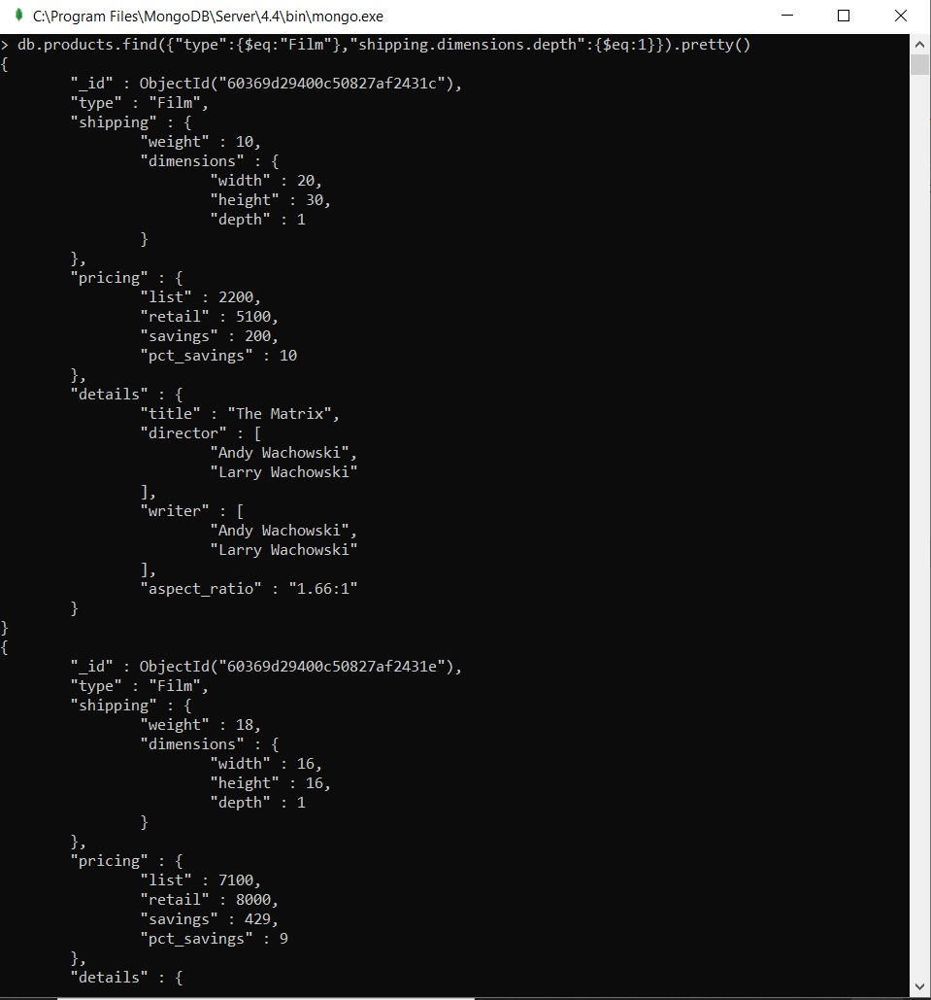 C:\Program Files\MongoDB\Server\4.4\bin\mongo.exe
> db.products.find({"type":{$eq:"Film"},"shipping.dimensions.depth":{$eq:1}}).pretty()
{
        "_id" : ObjectId("60369d29400c50827af2431c"),
        "type" : "Film",
        "shipping" : {
                "weight" : 10,
                "dimensions" : {
                        "width" : 20,
                        "height" : 30,
                        "depth" : 1
                }
        },
        "pricing" : {
                "list" : 2200,
                "retail" : 5100,
                "savings" : 200,
                "pct_savings" : 10
        },
        "details" : {
                "title" : "The Matrix",
                "director" : [
                        "Andy Wachowski",
                        "Larry Wachowski"
                ],
                "writer" : [
                        "Andy Wachowski",
                        "Larry Wachowski"
                ],
                "aspect_ratio" : "1.66:1"
        }
}
{
        "_id" : ObjectId("60369d29400c50827af2431e"),
        "type" : "Film",
        "shipping" : {
                "weight" : 18,
                "dimensions" : {
                        "width" : 16,
                        "height" : 16,
                        "depth" : 1
                }
        },
        "pricing" : {
                "list" : 7100,
                "retail" : 8000,
                "savings" : 429,
                "pct_savings" : 9
        },
        "details" : {